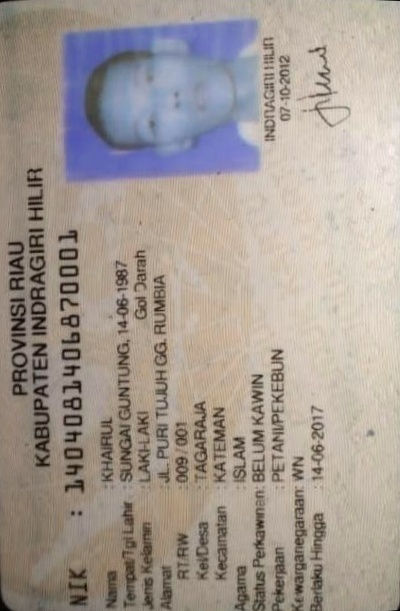 PROVINSI RIAU
KABUPATEN INDRAGIRI HILIR
NIK : 1404081406870001
Nama : KHAIRUL
Tempat/Tgl Lahir : SUNGAI GUNTUNG, 14-06-1987
Jenis Kelamin : LAKI-LAKI Gol Darah
Alamat : JL. PURI TUJUH GG. RUMBIA
RT/RW : 009 / 001
Kel/Desa : TAGARAJA
Kecamatan : KATEMAN
Agama : ISLAM
Status Perkawinan: BELUM KAWIN
Pekerjaan : PETANI/PEKEBUN
Kewarganegaraan: WNI
Berlaku Hingga : 14-06-2017
INDRAGIRI HILIR
07-10-2012